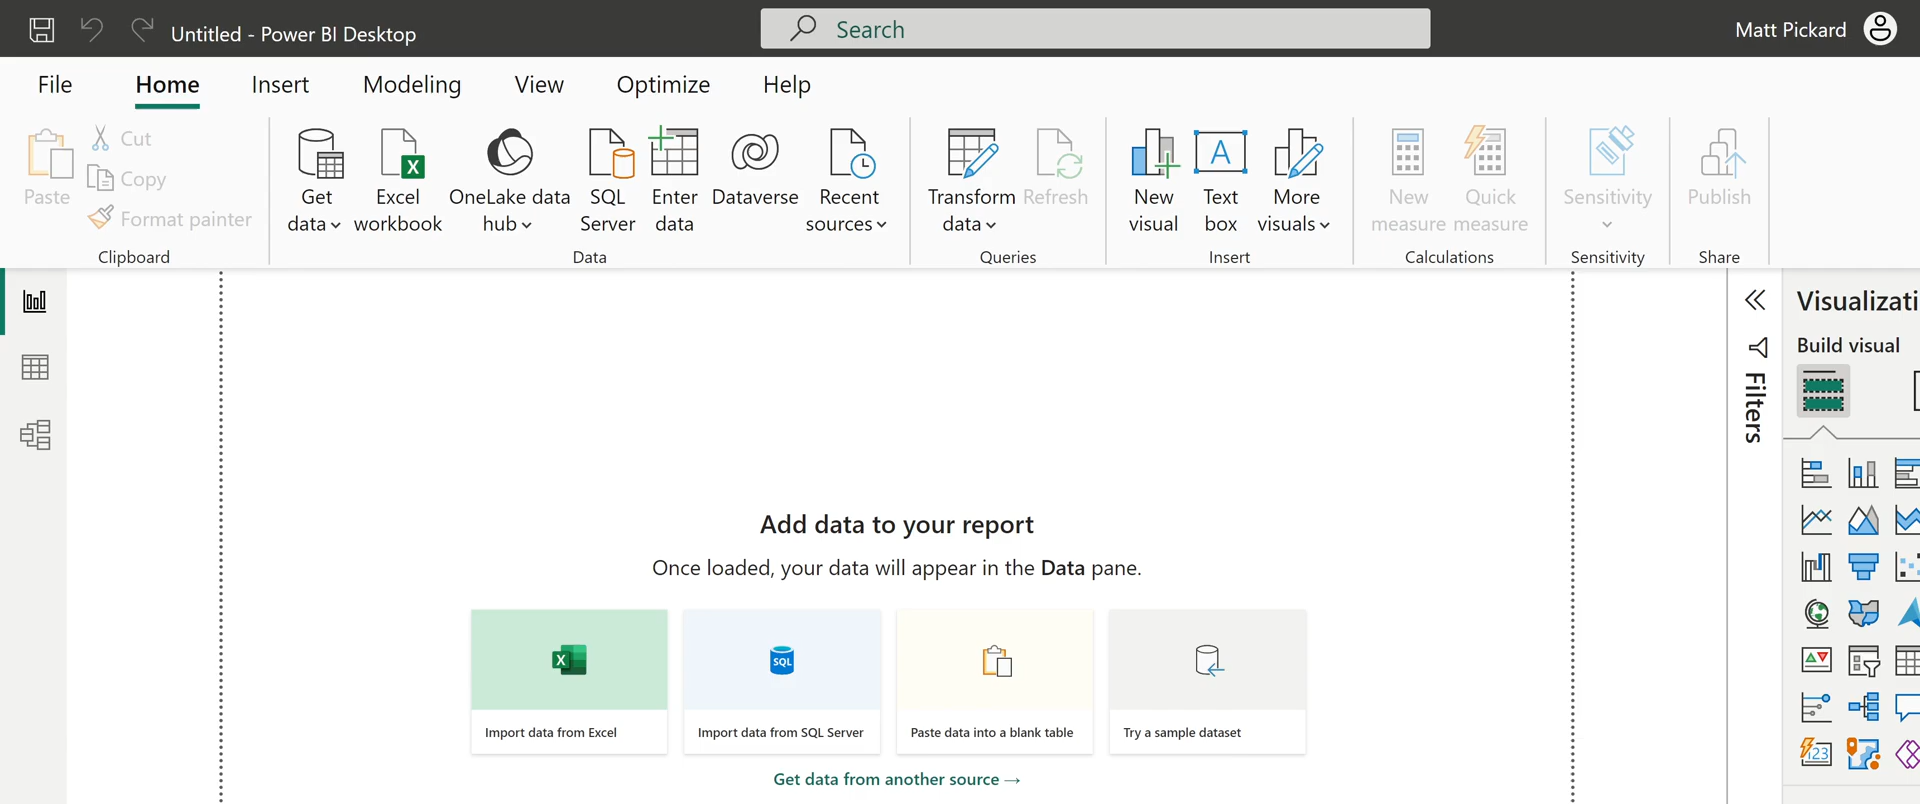 Untitled - Power BI Desktop
Search
Matt Pickard
File Home Insert Modeling View Optimize Help
Paste
Cut
Copy
Format painter
Clipboard
Get data
Excel workbook
OneLake data hub
SQL Server
Enter data
Dataverse
Recent sources
Data
Transform data
Refresh
Queries
New visual
Text box
More visuals
Insert
New measure
Quick measure
Calculations
Sensitivity
Sensitivity
Publish
Share
Add data to your report
Once loaded, your data will appear in the Data pane.
X
SQL
Import data from Excel
Import data from SQL Server
Paste data into a blank table
Try a sample dataset
Get data from another source →
Filters
Visualizati
Build visual
123